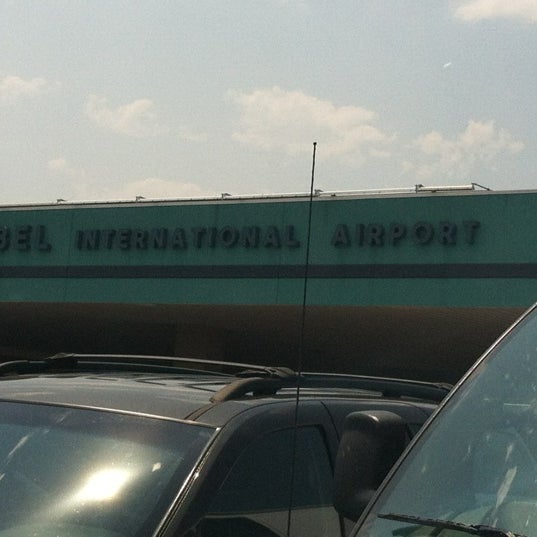 BEL INTERNATIONAL AIRPORT